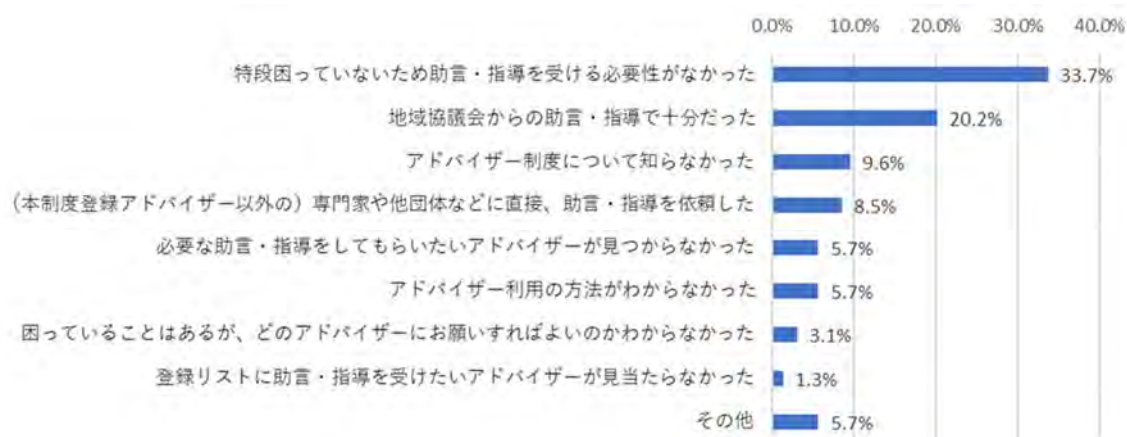 0.0% 10.0% 20.0% 30.0% 40.0%
特段困っていないため助言・指導を受ける必要性がなかった 33.7%
地域協議会からの助言・指導で十分だった 20.2%
アドバイザー制度について知らなかった 9.6%
（本制度登録アドバイザー以外の）専門家や他団体などに直接、助言・指導を依頼した 8.5%
必要な助言・指導をしてもらいたいアドバイザーが見つからなかった 5.7%
アドバイザー利用の方法がわからなかった 5.7%
困っていることはあるが、どのアドバイザーにお願いすればよいのかわからなかった 3.1%
登録リストに助言・指導を受けたいアドバイザーが見当たらなかった 1.3%
その他 5.7%